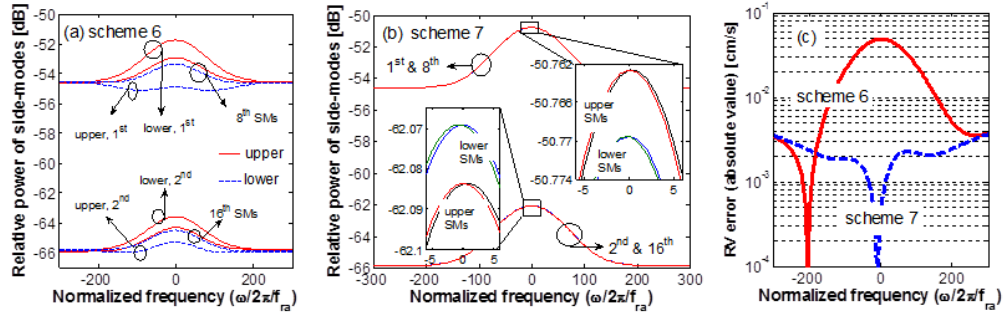 Relative power of side-modes [dB]
-50
-52
-54
-56
-58
-60
-62
-64
-66
(a) scheme 6
upper, 1st
lower, 1st
8th SMs
upper
lower
lower, 2nd
upper, 2nd
16th SMs
-200
0
200
Normalized frequency (ω/2π/fra)
Relative power of side-modes [dB]
-50
-52
-54
-56
-58
-60
-62
-64
-66
(b)
scheme 7
1st & 8th
-50.762
-50.766
-50.77
-50.774
upper
SMs
lower
SMs
-5
0
5
-62.07
-62.08
-62.09
-62.1
lower
SMs
upper
SMs
-5
0
5
2nd & 16th
-300
-200
-100
0
100
200
300
Normalized frequency (ω/2π/fra)
RV error (absolute value) [cm/s]
10-1
10-2
10-3
10-4
(c)
scheme 6
scheme 7
-200
0
200
Normalized frequency (ω/2π/fra)